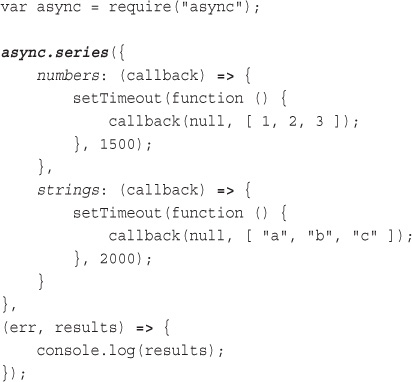 var async = require("async");
async.series({
    numbers: (callback) => {
        setTimeout(function () {
            callback(null, [ 1, 2, 3 ]);
        }, 1500);
    },
    strings: (callback) => {
        setTimeout(function () {
            callback(null, [ "a", "b", "c" ]);
        }, 2000);
    }
},
(err, results) => {
    console.log(results);
});